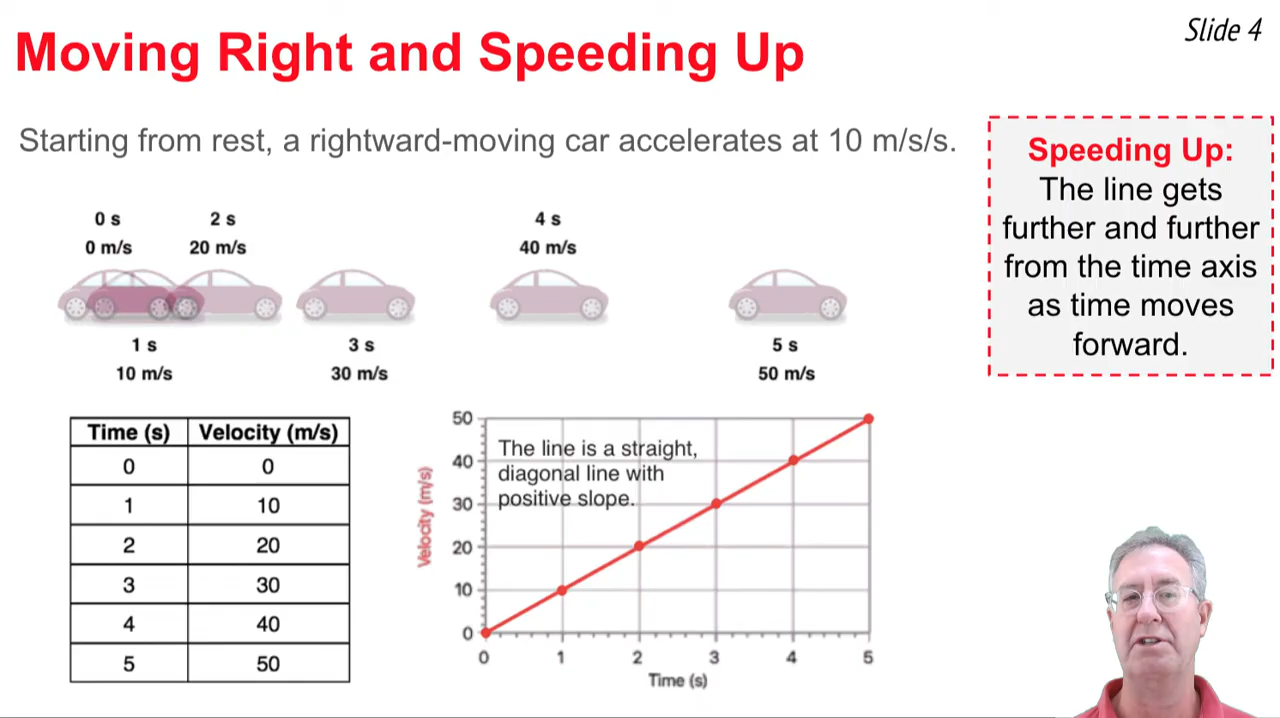 Slide 4
Moving Right and Speeding Up
Starting from rest, a rightward-moving car accelerates at 10 m/s/s.
Speeding Up:
The line gets
further and further
from the time axis
as time moves
forward.
0 s 2 s 4 s
0 m/s 20 m/s 40 m/s
1 s 3 s 5 s
10 m/s 30 m/s 50 m/s
Time (s) Velocity (m/s)
0 0
1 10
2 20
3 30
4 40
5 50
The line is a straight,
diagonal line with
positive slope.
Velocity (m/s)
50
40
30
20
10
0
0 1 2 3 4 5
Time (s)